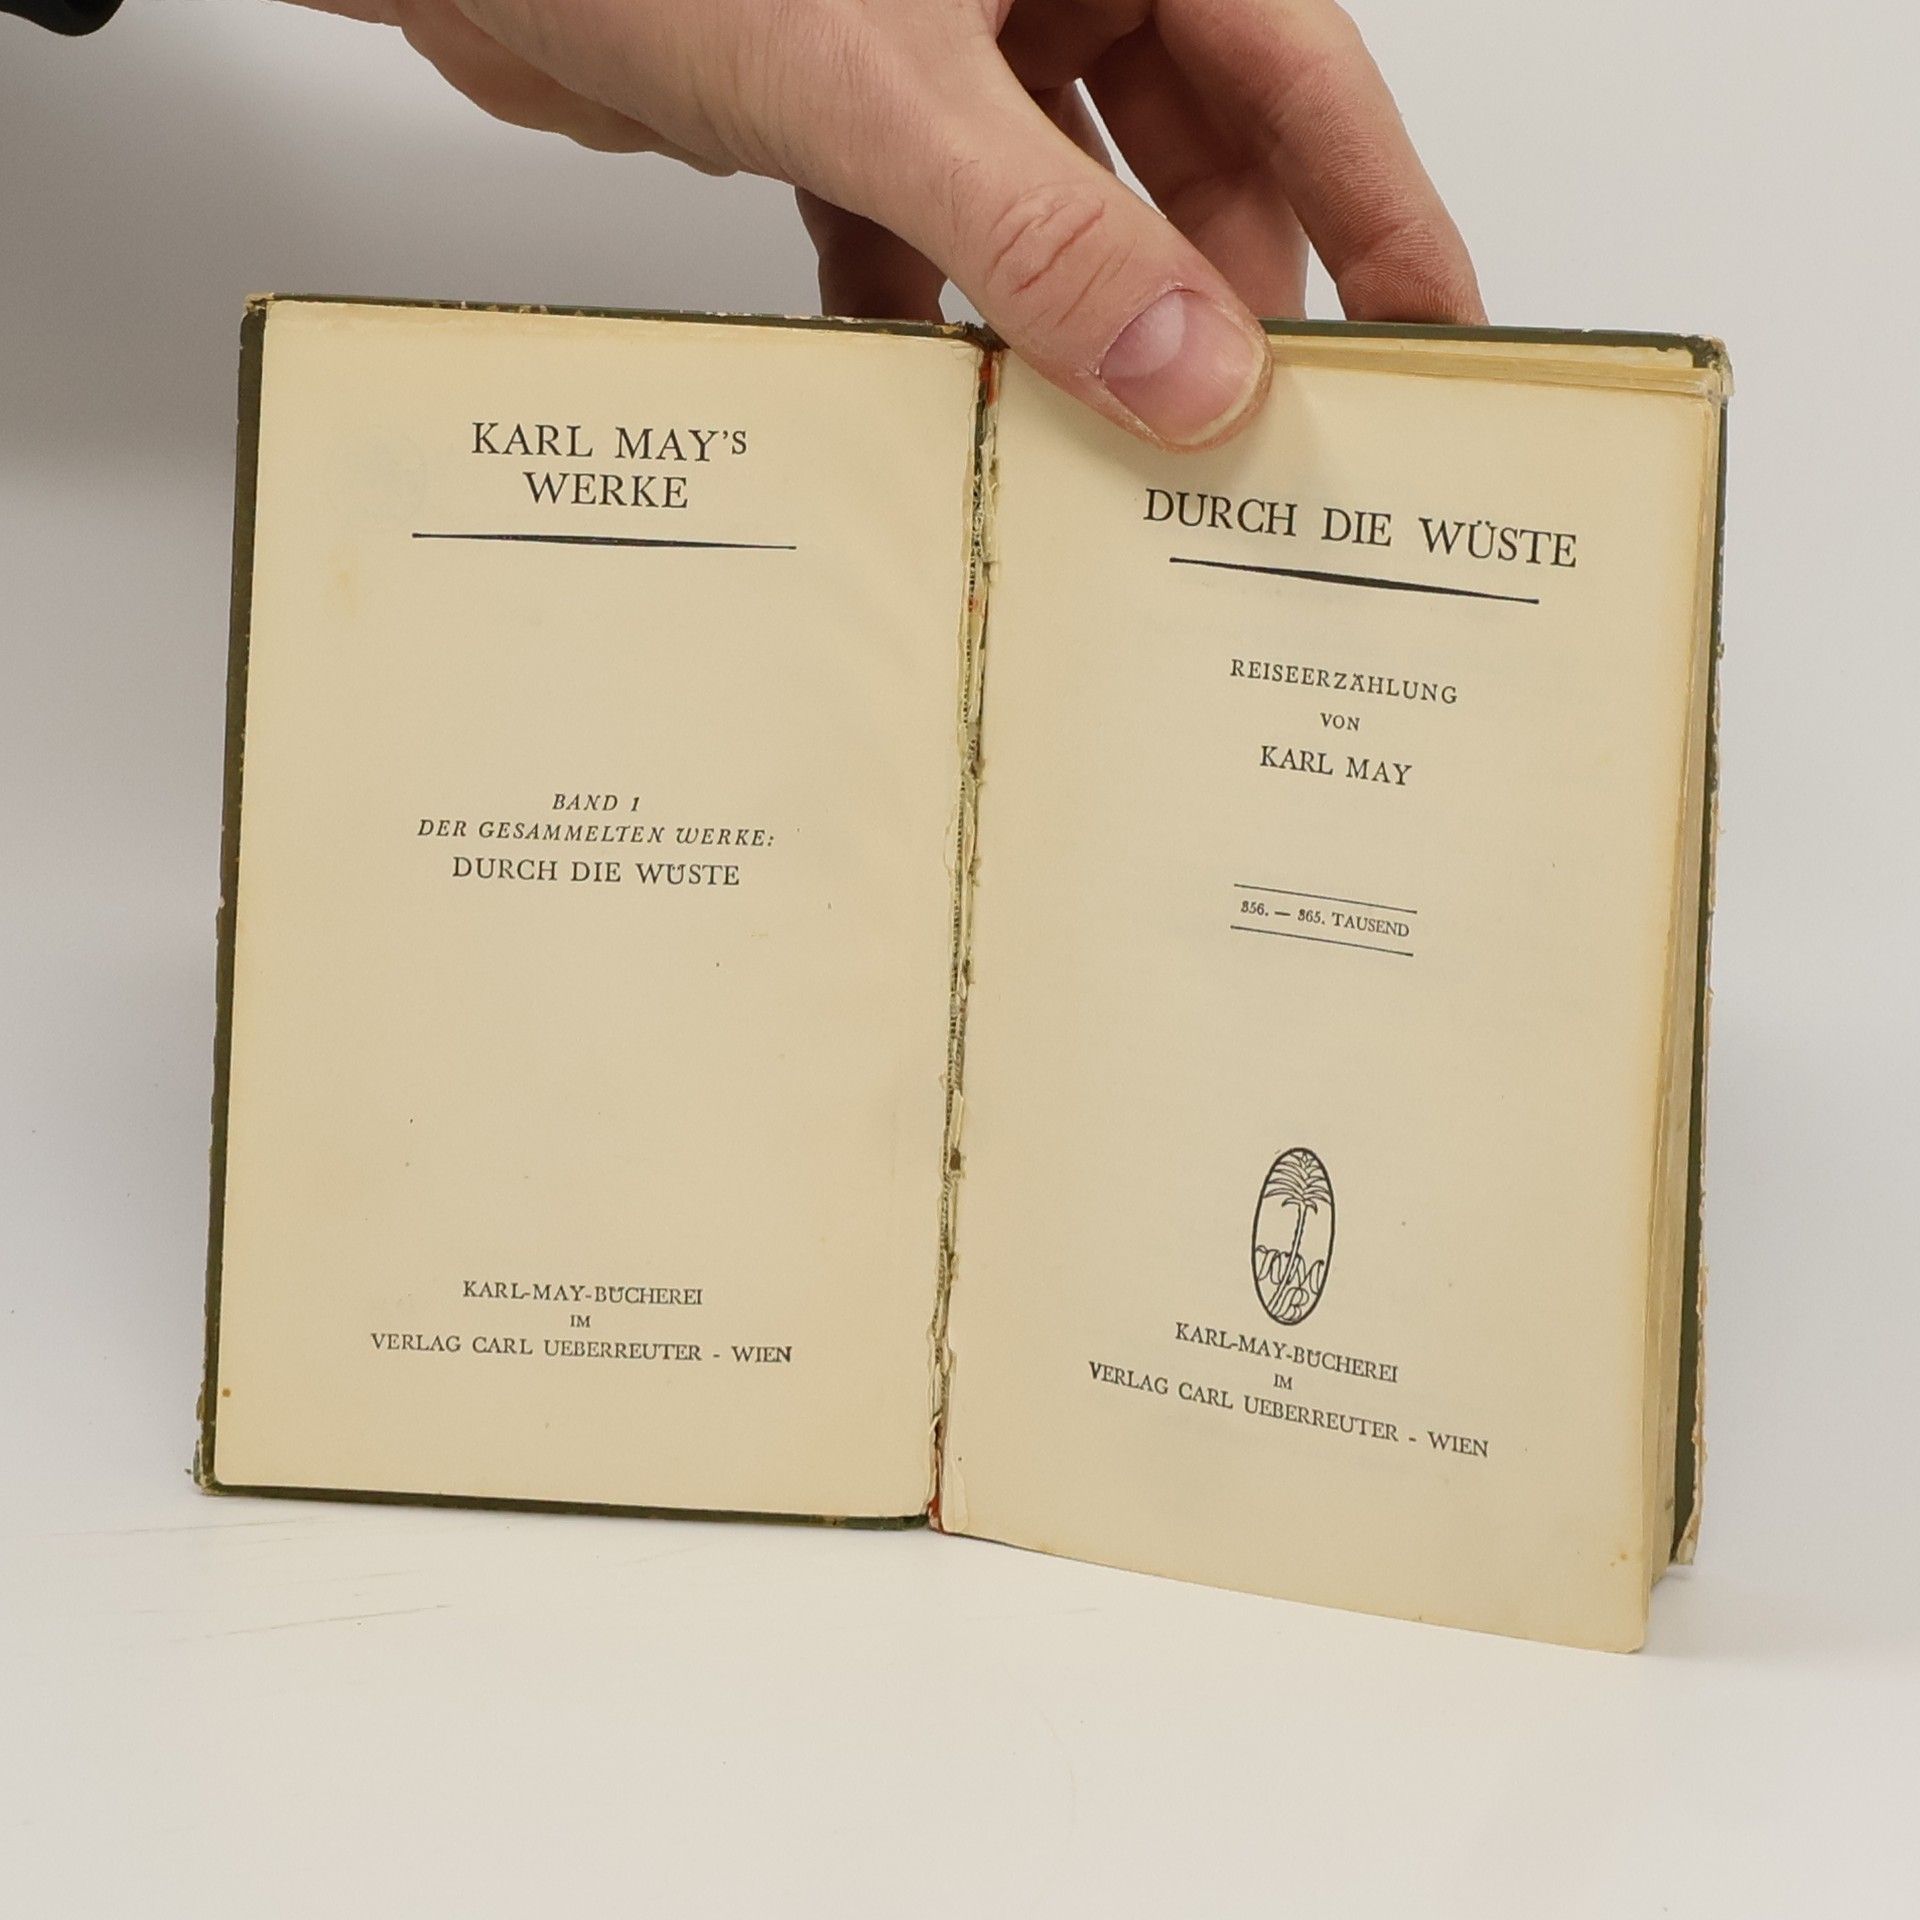 KARL MAY'S
WERKE
BAND 1
DER GESAMMELTEN WERKE:
DURCH DIE WÜSTE
KARL-MAY-BÜCHEREI
IM
VERLAG CARL UEBERREUTER - WIEN
DURCH DIE WÜSTE
REISEERZÄHLUNG
VON
KARL MAY
356. — 365. TAUSEND
KMB
KARL-MAY-BÜCHEREI
IM
VERLAG CARL UEBERREUTER - WIEN